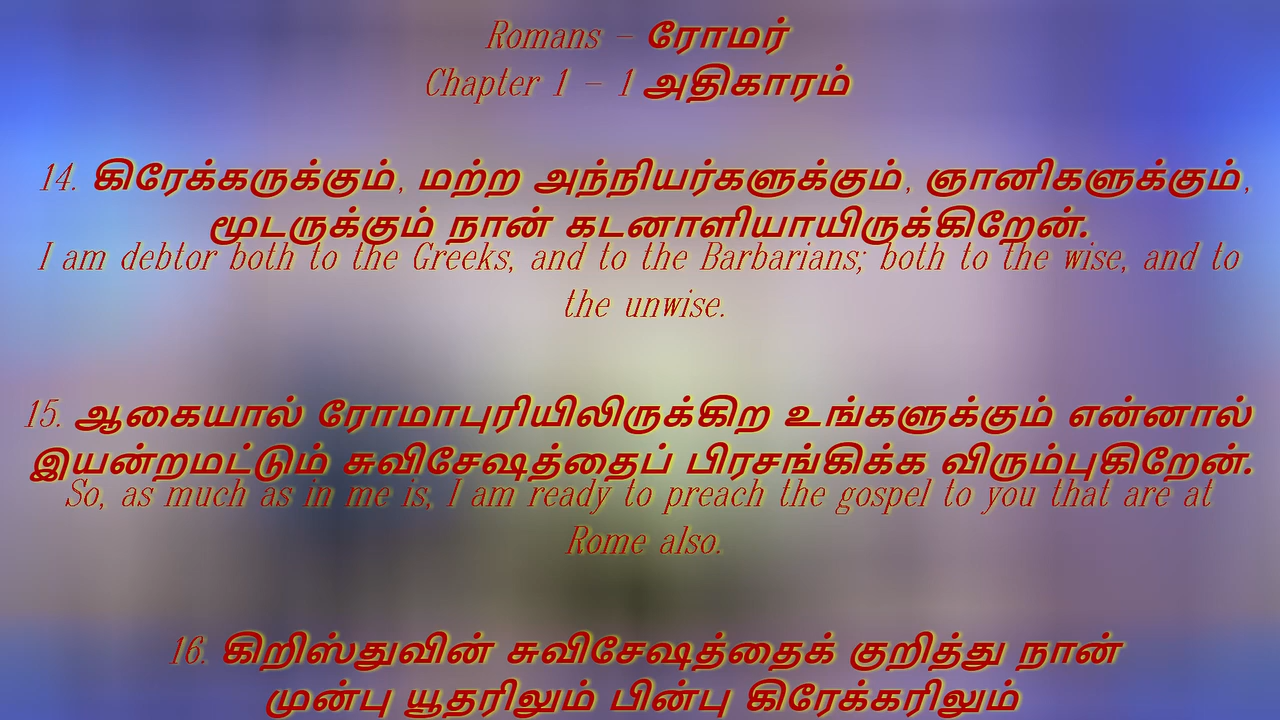 Romans - ரோமர்
Chapter 1 - 1 அதிகாரம்
14. கிரேக்கருக்கும், மற்ற அந்நியர்களுக்கும், ஞானிகளுக்கும்,
மூடருக்கும் நான் கடனாளியாயிருக்கிறேன்.
I am debtor both to the Greeks, and to the Barbarians; both to the wise, and to
the unwise.
15. ஆகையால் ரோமாபுரியிலிருக்கிற உங்களுக்கும் என்னால்
இயன்றமட்டும் சுவிசேஷத்தைப் பிரசங்கிக்க விரும்புகிறேன்.
So, as much as in me is, I am ready to preach the gospel to you that are at
Rome also.
16. கிறிஸ்துவின் சுவிசேஷத்தைக் குறித்து நான்
முன்பு யூதரிலும் பின்பு கிரேக்கரிலும்